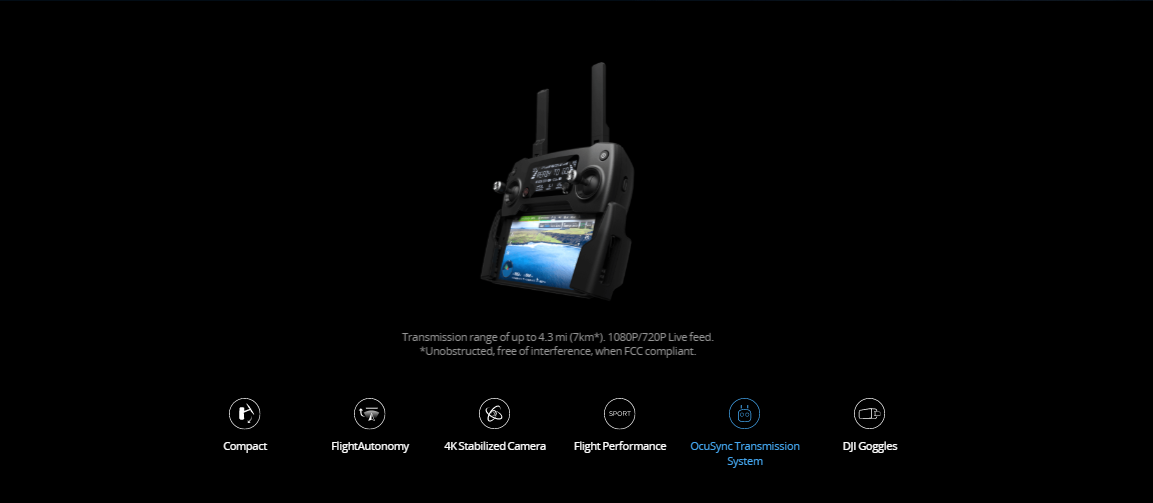 Transmission range of up to 4.3 mi (7km*). 1080P/720P Live feed.
*Unobstructed, free of interference, when FCC compliant.
SPORT
Compact
FlightAutonomy
4K Stabilized Camera
Flight Performance
OcuSync Transmission
System
DJI Goggles